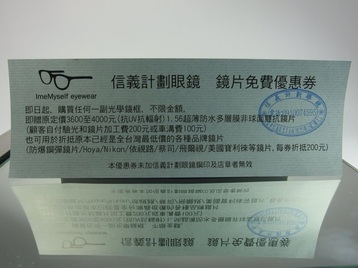 信義計劃眼鏡 鏡片免費優惠券
ImeMyself eyewear
即日起,購買任何一副光學鏡框,不限金額,
即贈原定價3600至4000元(抗UV抗輻射)1.56超薄防水多層膜非球面雙抗鏡片
(顧客自付驗光和鏡片加工費200元或車溝費100元)
也可用於折抵原本已經是全台灣最低價的各種品牌鏡片
(防爆鋼彈鏡片/Hoya/Nikon/依視路/蔡司/飛爾視/美國寶利徠等鏡片,每券折抵200元)
本優惠券未加信義計劃眼鏡鋼印及店章者無效